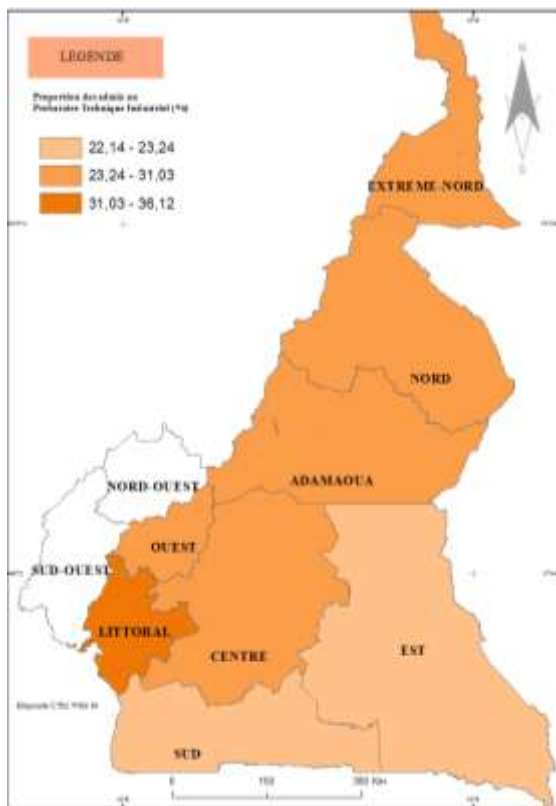 LEGENDE
Proportion des admis au
Probatoire Technique Industriel (%)
22,14 - 23,24
23,24 - 31,03
31,03 - 36,12
N
S
EXTREME-NORD
NORD
ADAMAOUA
NORD-OUEST
OUEST
SUD-OUEST
LITTORAL
CENTRE
EST
SUD
0
150
300 Km